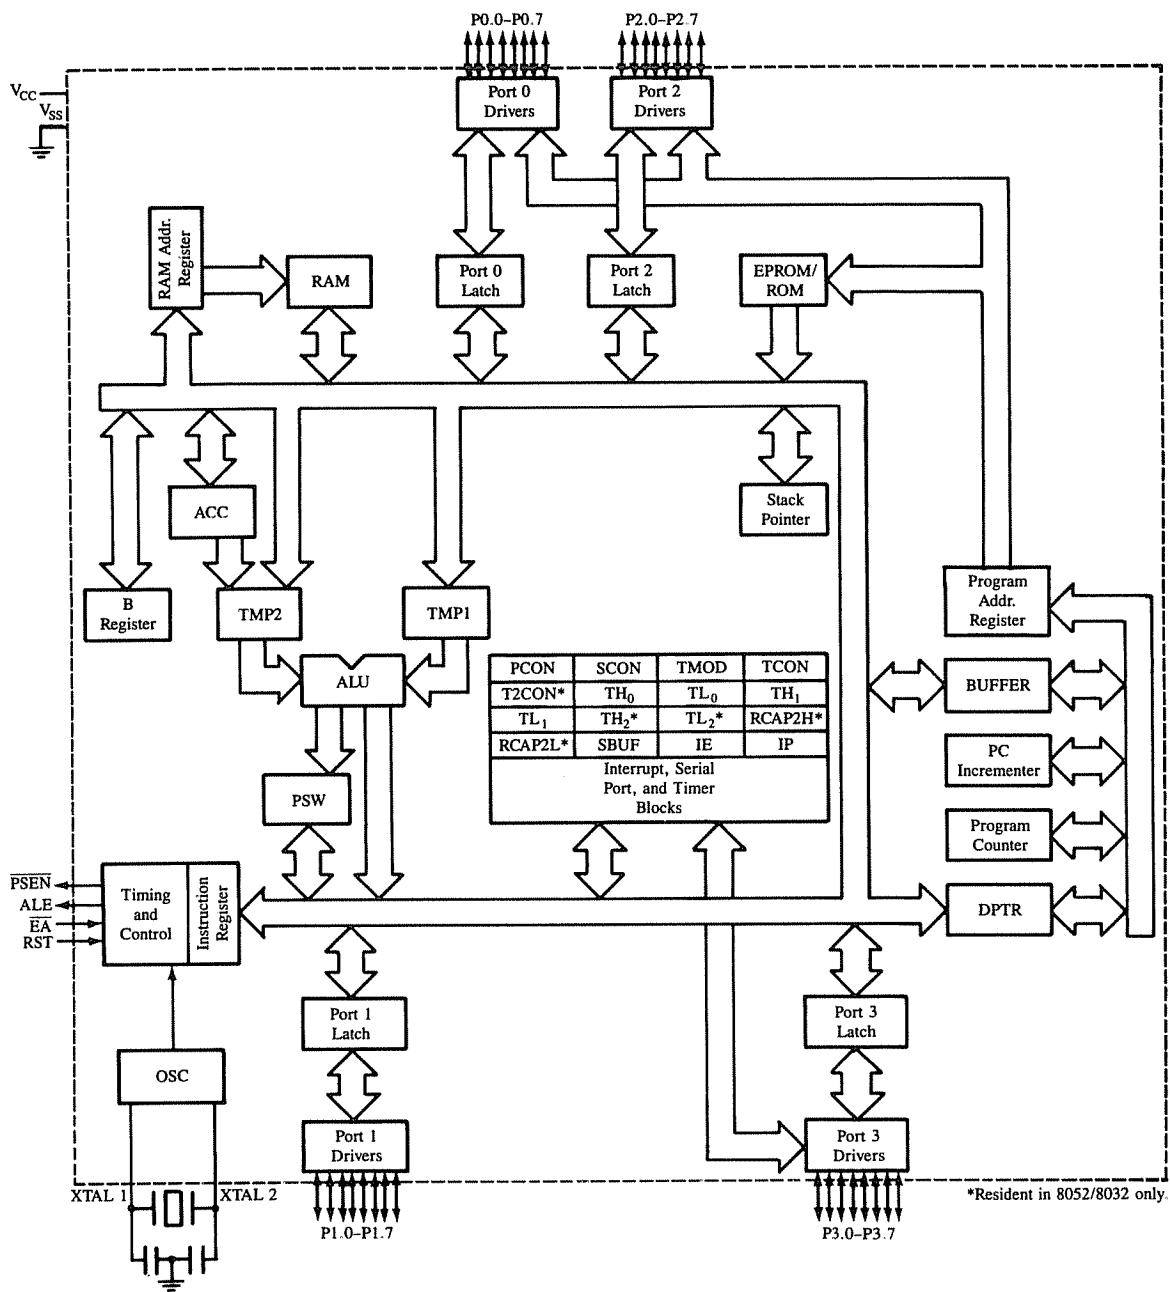 P0.0–P0.7
P2.0–P2.7
VCC
VSS
Port 0
Drivers
Port 2
Drivers
RAM Addr.
Register
RAM
Port 0
Latch
Port 2
Latch
EPROM/
ROM
ACC
Stack
Pointer
B
Register
TMP2
TMP1
Program
Addr.
Register
ALU
PCON SCON TMOD TCON
T2CON* TH0 TL0 TH1
TL1 TH2* TL2* RCAP2H*
RCAP2L* SBUF IE IP
Interrupt, Serial
Port, and Timer
Blocks
BUFFER
PC
Incrementer
PSW
Program
Counter
PSEN
ALE
EA
RST
Timing
and
Control
Instruction
Register
DPTR
Port 1
Latch
Port 3
Latch
OSC
Port 1
Drivers
Port 3
Drivers
XTAL 1
XTAL 2
*Resident in 8052/8032 only.
P1.0–P1.7
P3.0–P3.7